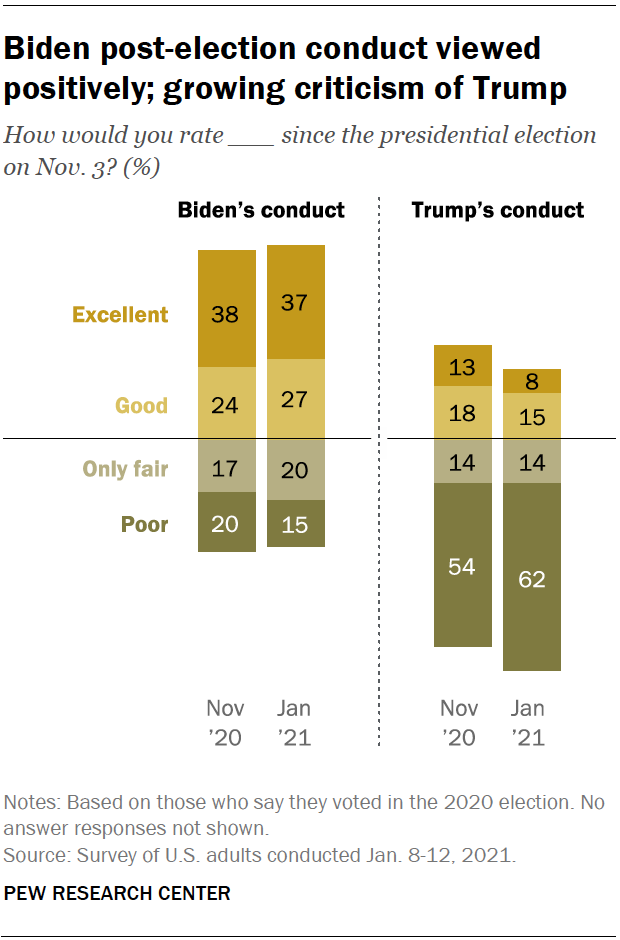 Biden post-election conduct viewed
positively; growing criticism of Trump
How would you rate ___ since the presidential election
on Nov. 3? (%)
Biden's conduct
Trump's conduct
Excellent
38
37
13
8
Good
24
27
18
15
Only fair
17
20
14
14
Poor
20
15
54
62
Nov
'20
Jan
'21
Nov
'20
Jan
'21
Notes: Based on those who say they voted in the 2020 election. No
answer responses not shown.
Source: Survey of U.S. adults conducted Jan. 8-12, 2021.
PEW RESEARCH CENTER